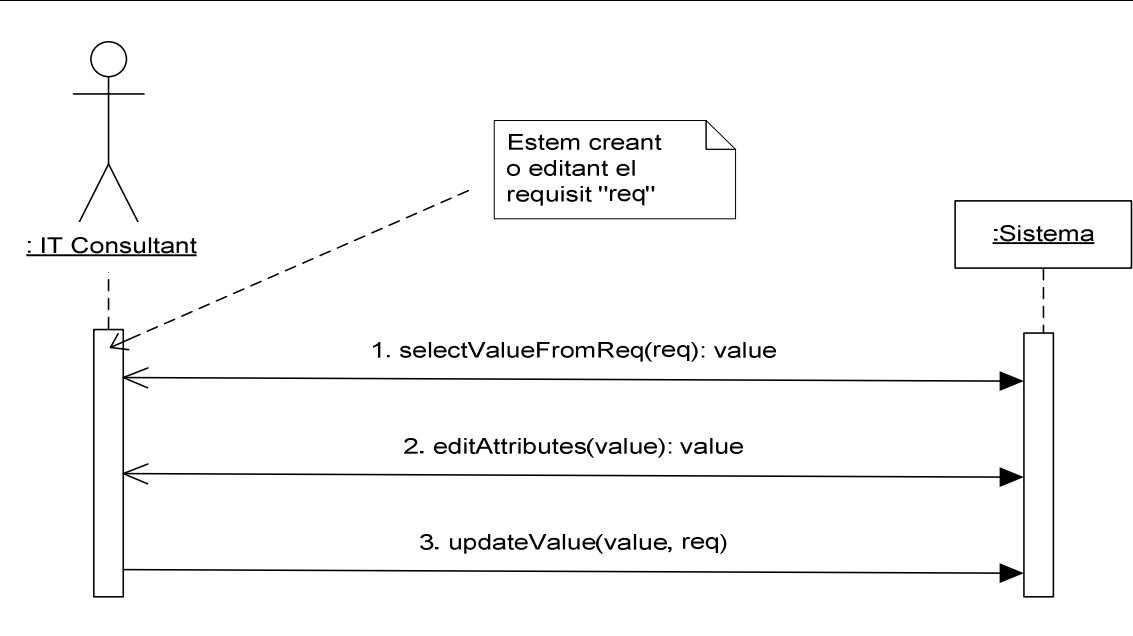 Estem creant
o editant el
requisit "req"
: IT Consultant
:Sistema
1. selectValueFromReq(req): value
2. editAttributes(value): value
3. updateValue(value, req)